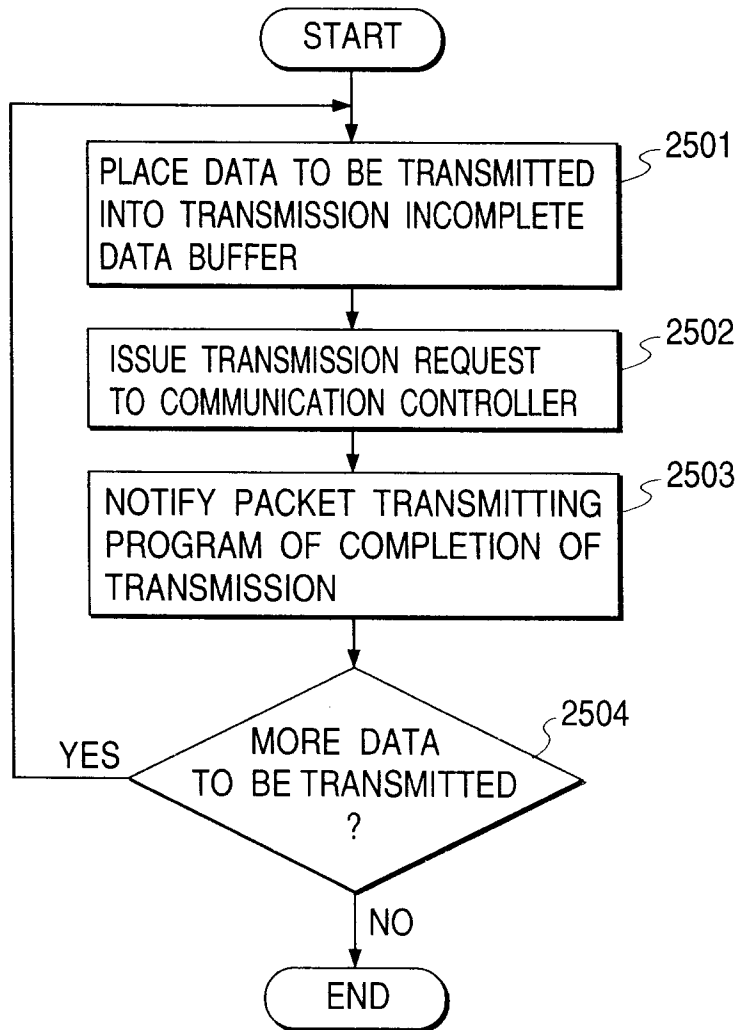 START
2501
PLACE DATA TO BE TRANSMITTED
INTO TRANSMISSION INCOMPLETE
DATA BUFFER
2502
ISSUE TRANSMISSION REQUEST
TO COMMUNICATION CONTROLLER
2503
NOTIFY PACKET TRANSMITTING
PROGRAM OF COMPLETION OF
TRANSMISSION
2504
YES
MORE DATA
TO BE TRANSMITTED
?
NO
END